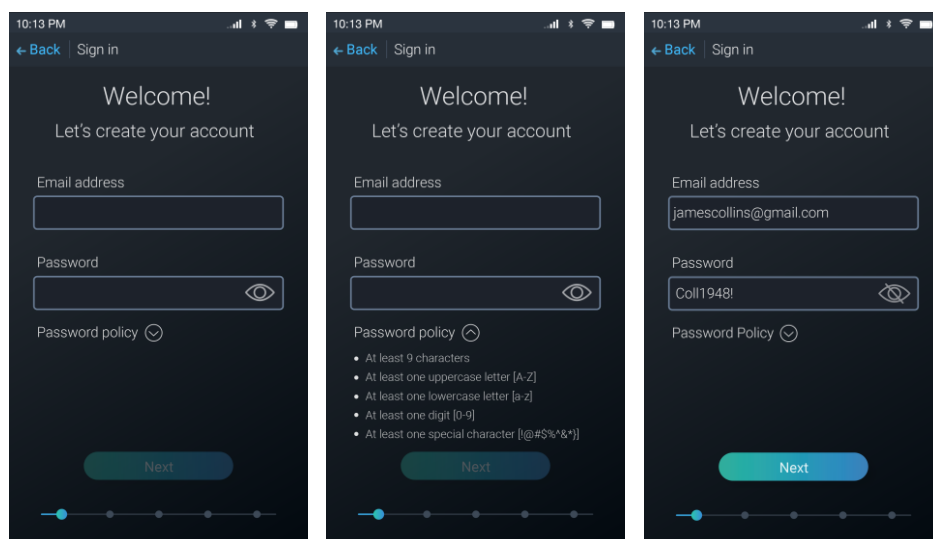 10:13 PM
← Back | Sign in
Welcome!
Let's create your account
Email address
Password
Password policy
Next
10:13 PM
← Back | Sign in
Welcome!
Let's create your account
Email address
Password
Password policy
• At least 9 characters
• At least one uppercase letter [A-Z]
• At least one lowercase letter [a-z]
• At least one digit [0-9]
• At least one special character [!@#$%^&*}]
Next
10:13 PM
← Back | Sign in
Welcome!
Let's create your account
Email address
jamescollins@gmail.com
Password
Coll1948!
Password Policy
Next